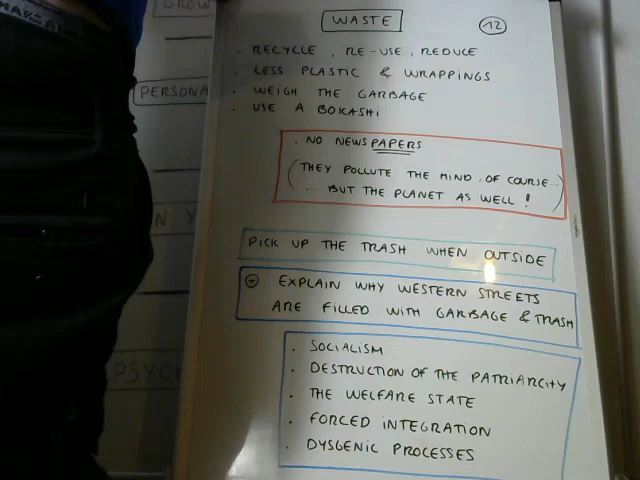 WASTE
12
. RECYCLE, RE-USE, REDUCE
. LESS PLASTIC & WRAPPINGS
. WEIGH THE GARBAGE
. USE A BOKASHi
. NO NEWSPAPERS
(THEY POLLUTE THE MIND, OF COURSE..
.. BUT THE PLANET AS WELL!)
PICK UP THE TRASH WHEN OUTSIDE
+ EXPLAIN WHY WESTERN STREETS
ARE FILLED WITH GARBAGE & TRASH
. SOCIALISM
. DESTRUCTION OF THE PATRIARCITY
. THE WELFARE STATE
. FORCED INTEGRATION
. DYSGENIC PROCESSES
GROW
PERSONA
N Y
PSYCH